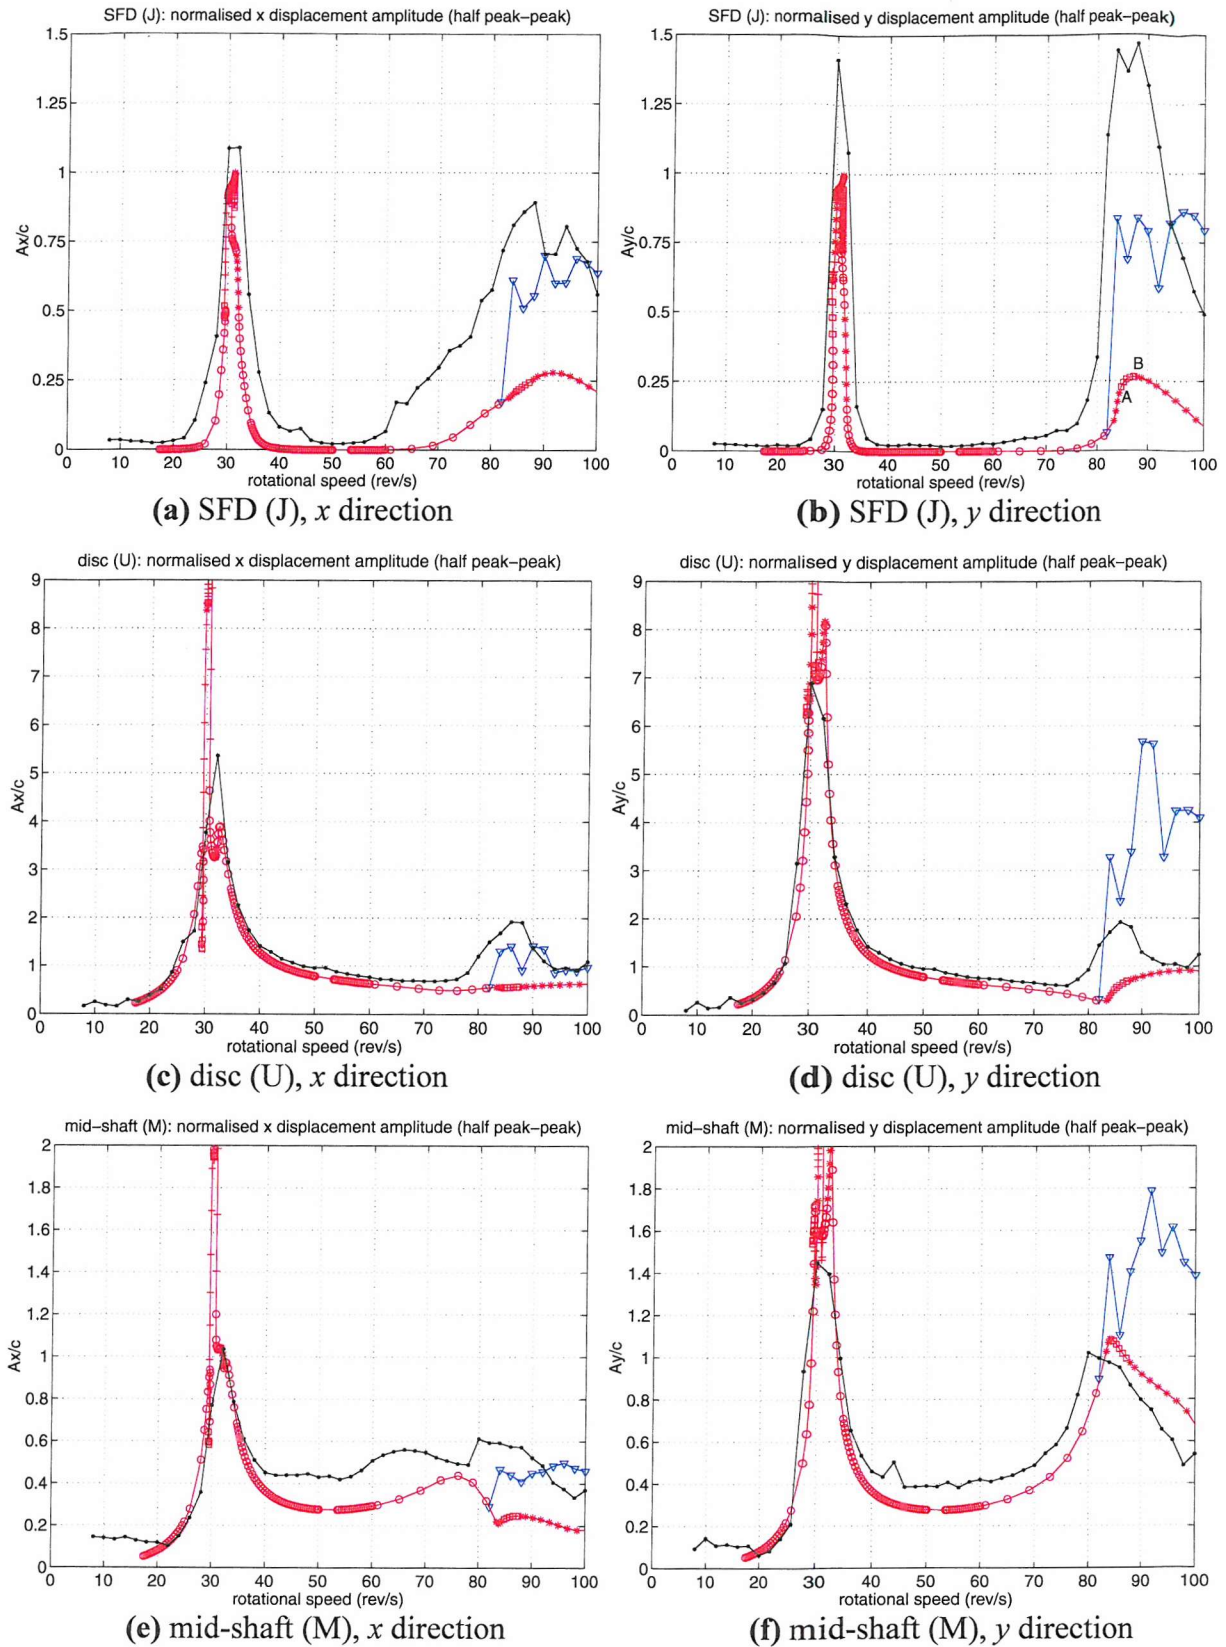 SFD (J): normalised x displacement amplitude (half peak–peak)
1.5
1.25
1
0.75
0.5
0.25
0
Ax/c
0 10 20 30 40 50 60 70 80 90 100
rotational speed (rev/s)
(a) SFD (J), x direction
SFD (J): normalised y displacement amplitude (half peak–peak)
1.5
1.25
1
0.75
0.5
0.25
0
Ay/c
B
A
0 10 20 30 40 50 60 70 80 90 100
rotational speed (rev/s)
(b) SFD (J), y direction
disc (U): normalised x displacement amplitude (half peak–peak)
9
8
7
6
5
4
3
2
1
0
Ax/c
0 10 20 30 40 50 60 70 80 90 100
rotational speed (rev/s)
(c) disc (U), x direction
disc (U): normalised y displacement amplitude (half peak–peak)
9
8
7
6
5
4
3
2
1
0
Ay/c
0 10 20 30 40 50 60 70 80 90 100
rotational speed (rev/s)
(d) disc (U), y direction
mid–shaft (M): normalised x displacement amplitude (half peak–peak)
2
1.8
1.6
1.4
1.2
1
0.8
0.6
0.4
0.2
0
Ax/c
0 10 20 30 40 50 60 70 80 90 100
rotational speed (rev/s)
(e) mid-shaft (M), x direction
mid–shaft (M): normalised y displacement amplitude (half peak–peak)
2
1.8
1.6
1.4
1.2
1
0.8
0.6
0.4
0.2
0
Ay/c
0 10 20 30 40 50 60 70 80 90 100
rotational speed (rev/s)
(f) mid-shaft (M), y direction